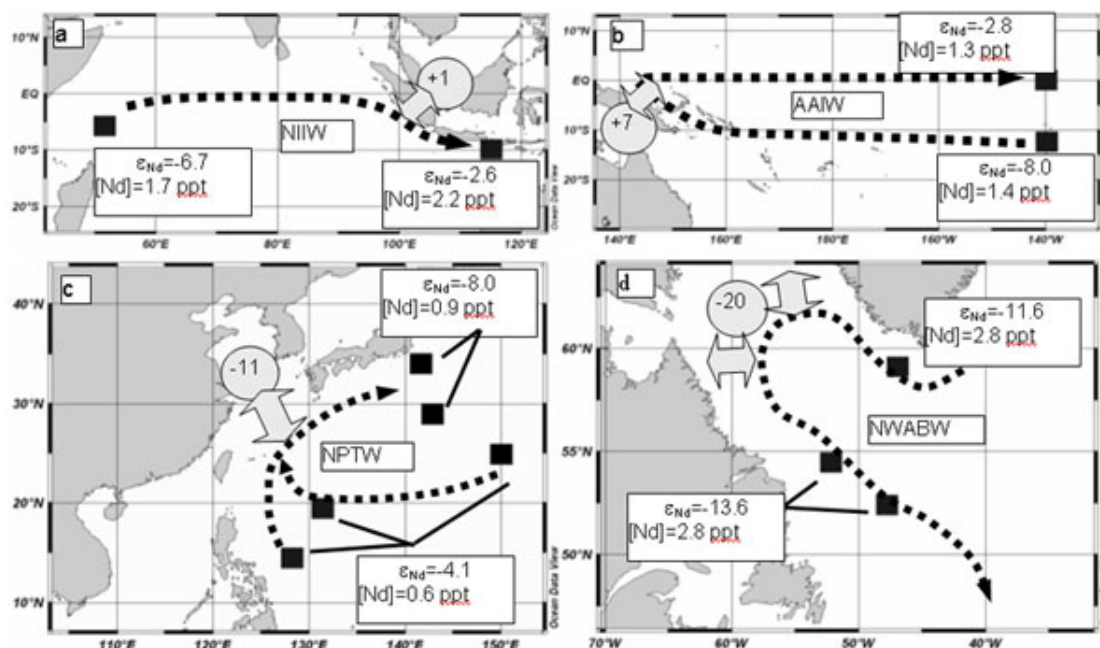 a
10°N
EQ
10°S
20°S
+1
NIIW
εNd=-6.7
[Nd]=1.7 ppt
εNd=-2.6
[Nd]=2.2 ppt
60°E
80°E
100°E
120°E
Ocean Data View
b
10°N
EQ
10°S
20°S
+7
εNd=-2.8
[Nd]=1.3 ppt
AAIW
εNd=-8.0
[Nd]=1.4 ppt
140°E
160°E
180°E
160°W
140°W
c
40°N
30°N
20°N
10°N
-11
εNd=-8.0
[Nd]=0.9 ppt
NPTW
εNd=-4.1
[Nd]=0.6 ppt
110°E
120°E
130°E
140°E
150°E
Ocean Data View
d
60°N
55°N
50°N
-20
εNd=-11.6
[Nd]=2.8 ppt
NWABW
εNd=-13.6
[Nd]=2.8 ppt
70°W
60°W
50°W
40°W